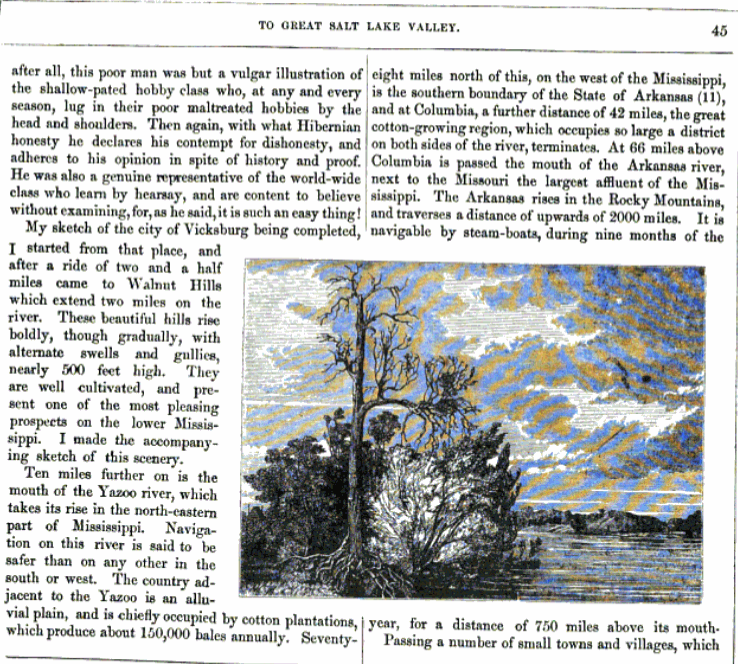 TO GREAT SALT LAKE VALLEY.
45
after all, this poor man was but a vulgar illustration of
the shallow-pated hobby class who, at any and every
season, lug in their poor maltreated hobbies by the
head and shoulders. Then again, with what Hibernian
honesty he declares his contempt for dishonesty, and
adheres to his opinion in spite of history and proof.
He was also a genuine representative of the world-wide
class who learn by hearsay, and are content to believe
without examining, for, as he said, it is such an easy thing!
My sketch of the city of Vicksburg being completed,
I started from that place, and
after a ride of two and a half
miles came to Walnut Hills
which extend two miles on the
river. These beautiful hills rise
boldly, though gradually, with
alternate swells and gullies,
nearly 500 feet high. They
are well cultivated, and pre-
sent one of the most pleasing
prospects on the lower Missis-
sippi. I made the accompany-
ing sketch of this scenery.
Ten miles further on is the
mouth of the Yazoo river, which
takes its rise in the north-eastern
part of Mississippi. Naviga-
tion on this river is said to be
safer than on any other in the
south or west. The country ad-
jacent to the Yazoo is an allu-
vial plain, and is chiefly occupied by cotton plantations,
which produce about 150,000 bales annually. Seventy-
eight miles north of this, on the west of the Mississippi,
is the southern boundary of the State of Arkansas (11),
and at Columbia, a further distance of 42 miles, the great
cotton-growing region, which occupies so large a district
on both sides of the river, terminates. At 66 miles above
Columbia is passed the mouth of the Arkansas river,
next to the Missouri the largest affluent of the Mis-
sissippi. The Arkansas rises in the Rocky Mountains,
and traverses a distance of upwards of 2000 miles. It is
navigable by steam-boats, during nine months of the
year, for a distance of 750 miles above its mouth·
Passing a number of small towns and villages, which